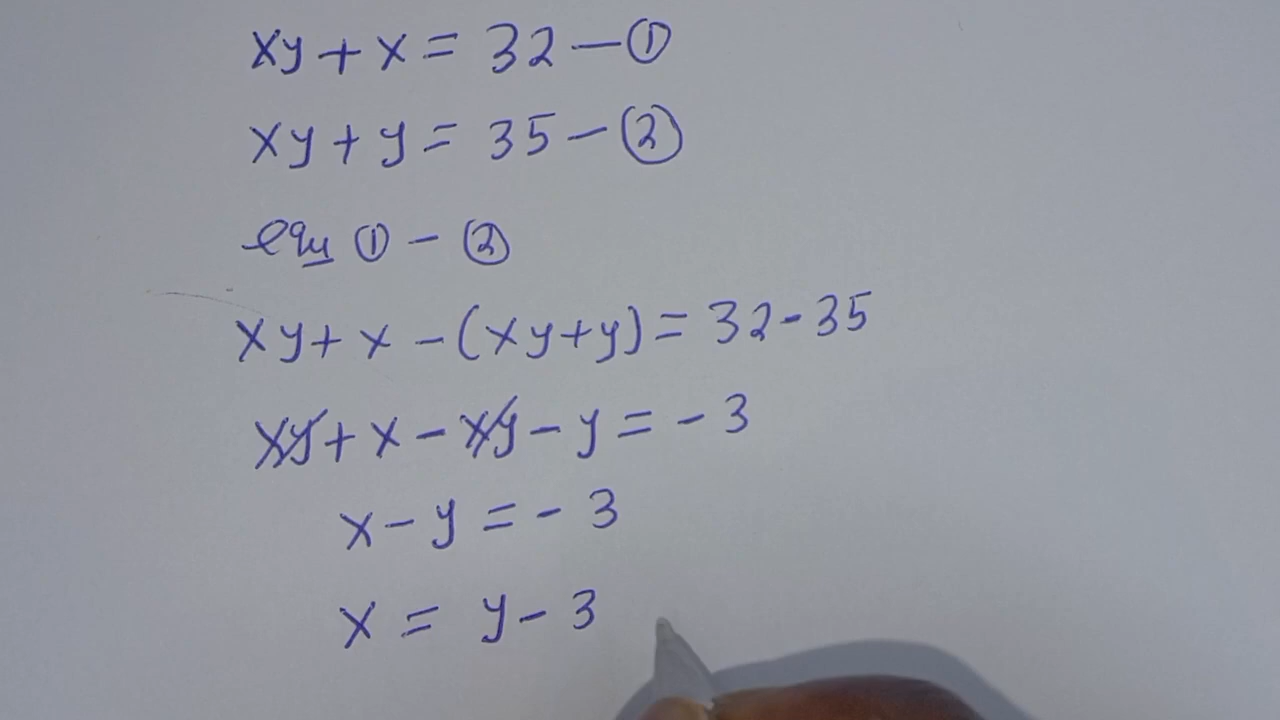 xy + x = 32 — ①
xy + y = 35 — ②
equ ① - ②
xy + x - (xy + y) = 32 - 35
xy + x - xy - y = - 3
x - y = - 3
x = y - 3